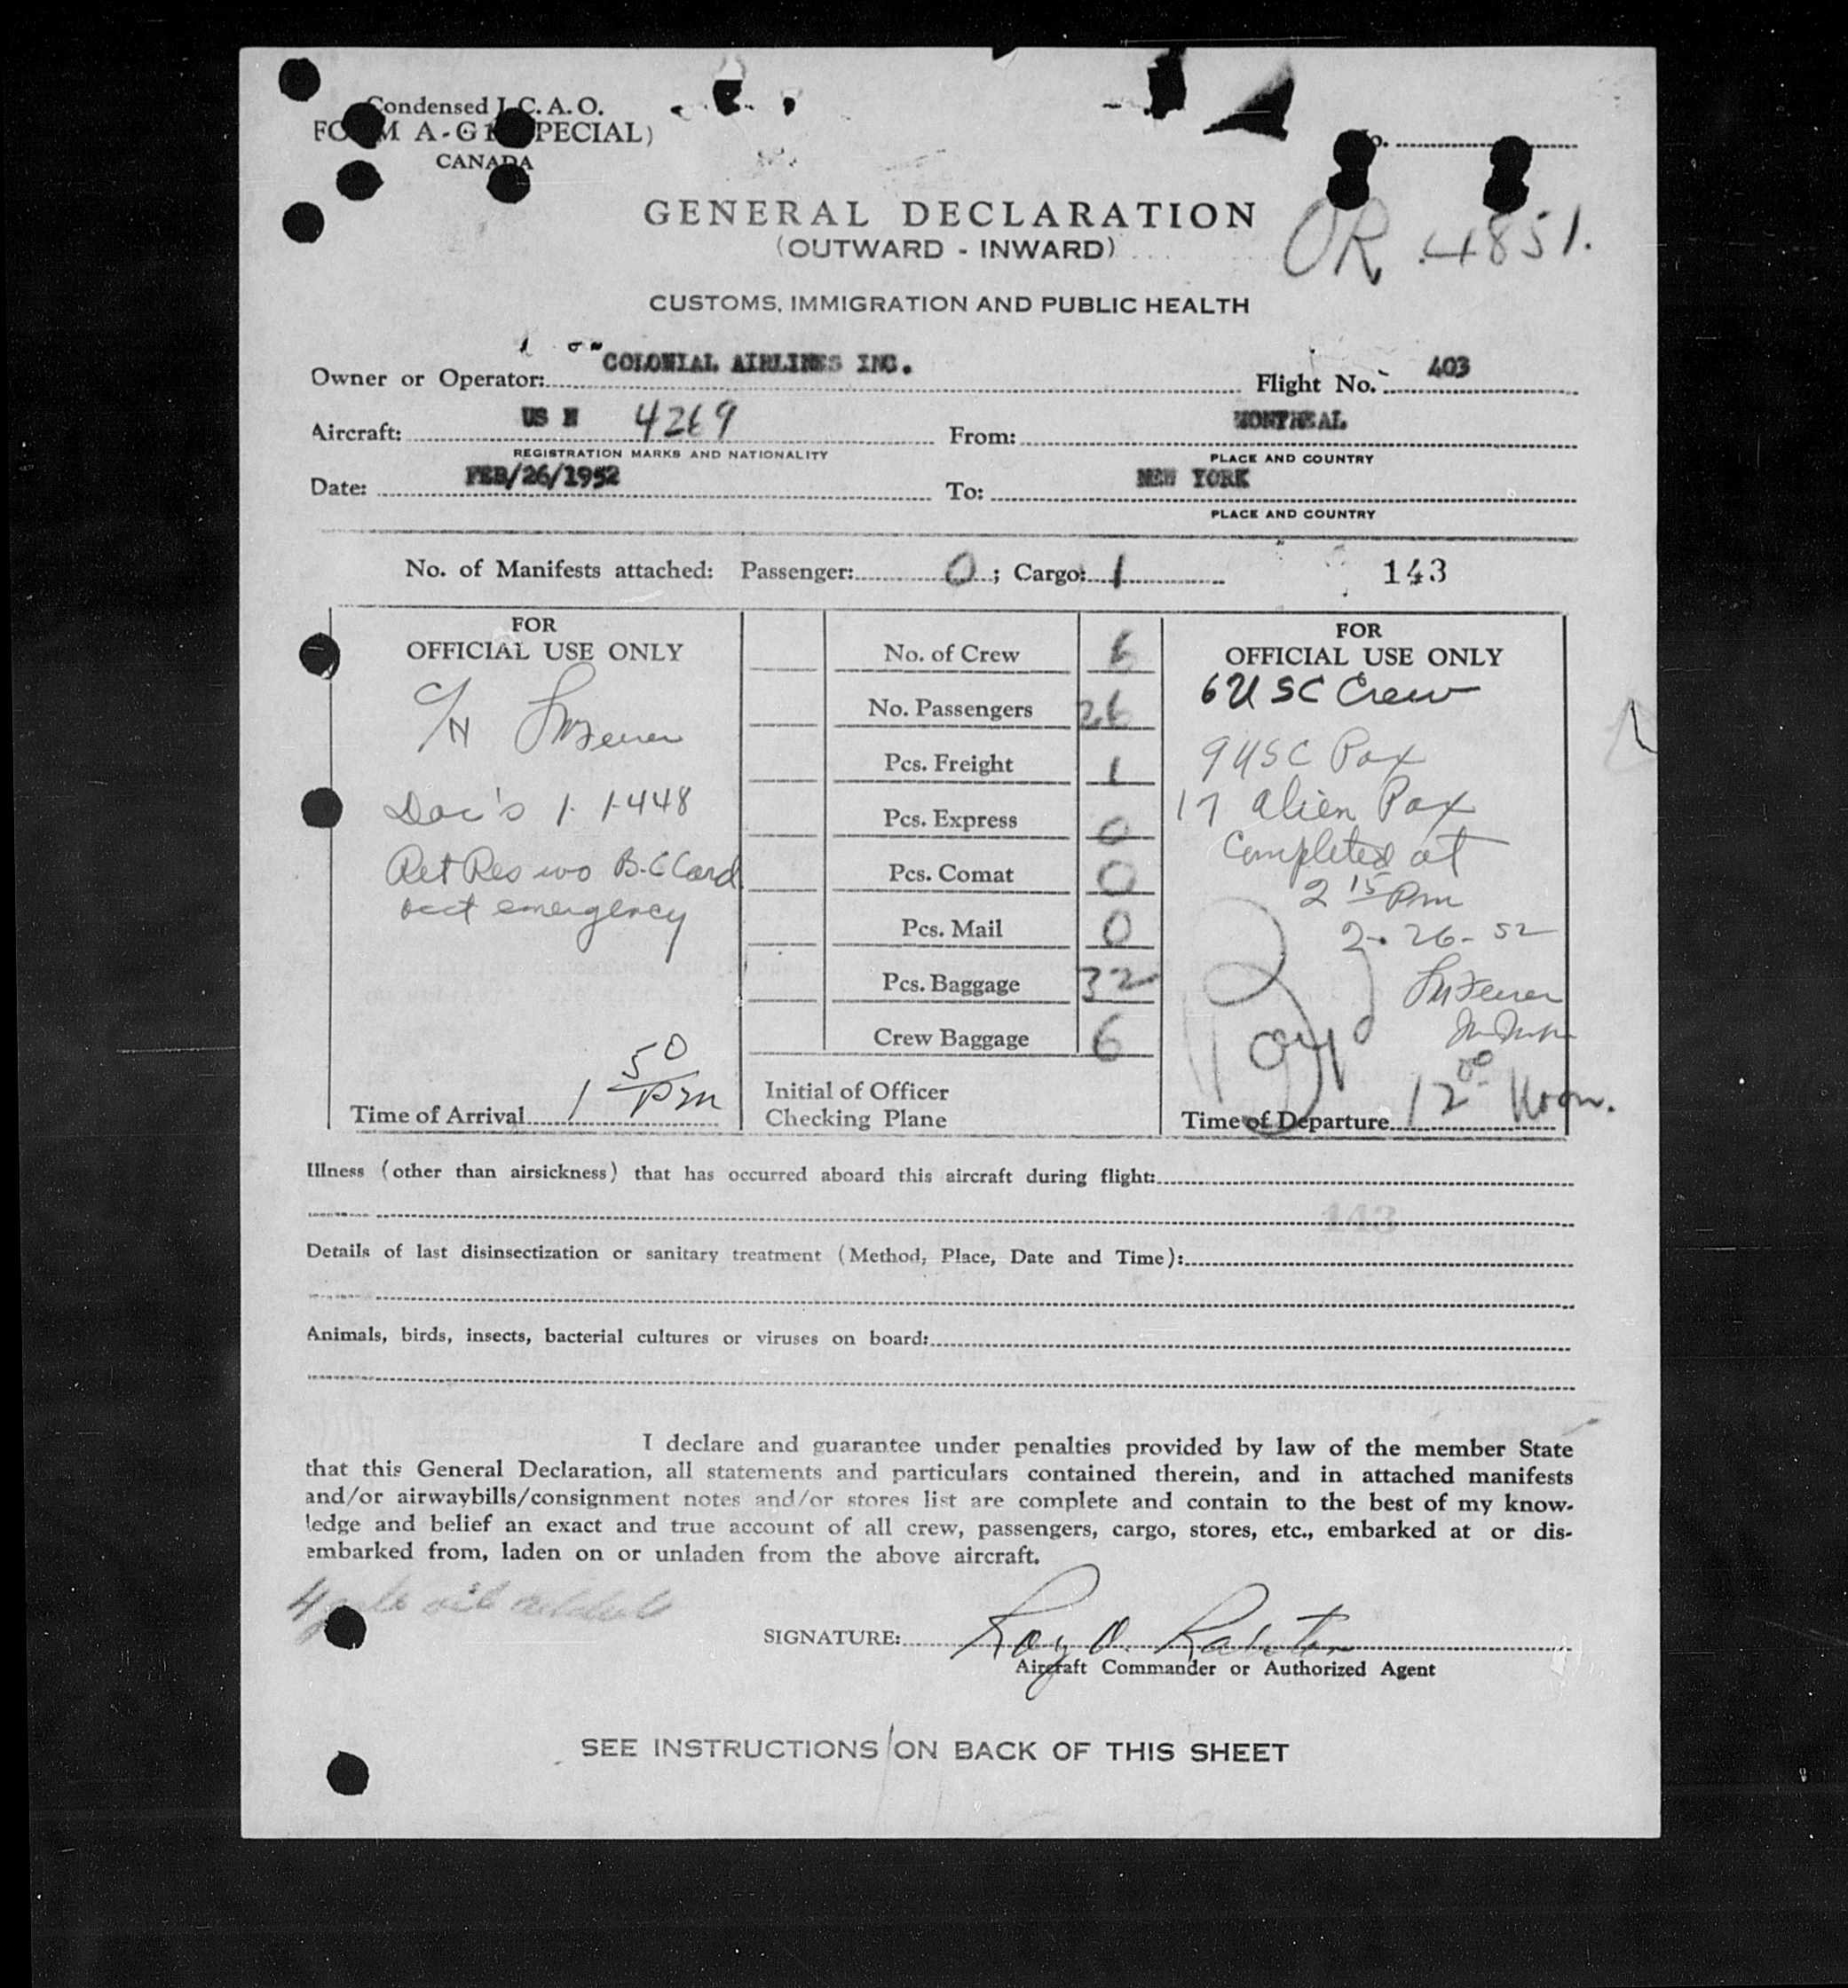 Condensed I.C.A.O.
FORM A-G1 (SPECIAL)
CANADA
No.
GENERAL DECLARATION
(OUTWARD - INWARD)
OR 4851.
CUSTOMS, IMMIGRATION AND PUBLIC HEALTH
Owner or Operator: COLONIAL AIRLINES INC. Flight No. 403
Aircraft: US N 4269 From: MONTREAL
REGISTRATION MARKS AND NATIONALITY PLACE AND COUNTRY
Date: FEB/26/1952 To: NEW YORK
PLACE AND COUNTRY
No. of Manifests attached: Passenger: 0; Cargo: 1 143
FOR
OFFICIAL USE ONLY
C/H
Doc's 1-1-448
Ret Res wo B.C Card
acct emergency
Time of Arrival 1 50 pm
No. of Crew 6
No. Passengers 26
Pcs. Freight 1
Pcs. Express 0
Pcs. Comat 0
Pcs. Mail 0
Pcs. Baggage 32
Crew Baggage 6
Initial of Officer
Checking Plane
FOR
OFFICIAL USE ONLY
6 USC Crew
9 USC Pax
17 alien Pax
Completed at
2 15 Pm
2-26-52
Time of Departure 12 00 Noon.
Illness (other than airsickness) that has occurred aboard this aircraft during flight:
143
Details of last disinsectization or sanitary treatment (Method, Place, Date and Time):
Animals, birds, insects, bacterial cultures or viruses on board:
I declare and guarantee under penalties provided by law of the member State
that this General Declaration, all statements and particulars contained therein, and in attached manifests
and/or airwaybills/consignment notes and/or stores list are complete and contain to the best of my know-
ledge and belief an exact and true account of all crew, passengers, cargo, stores, etc., embarked at or dis-
embarked from, laden on or unladen from the above aircraft.
4 gals oil added
SIGNATURE: Roy O.
Aircraft Commander or Authorized Agent
SEE INSTRUCTIONS ON BACK OF THIS SHEET